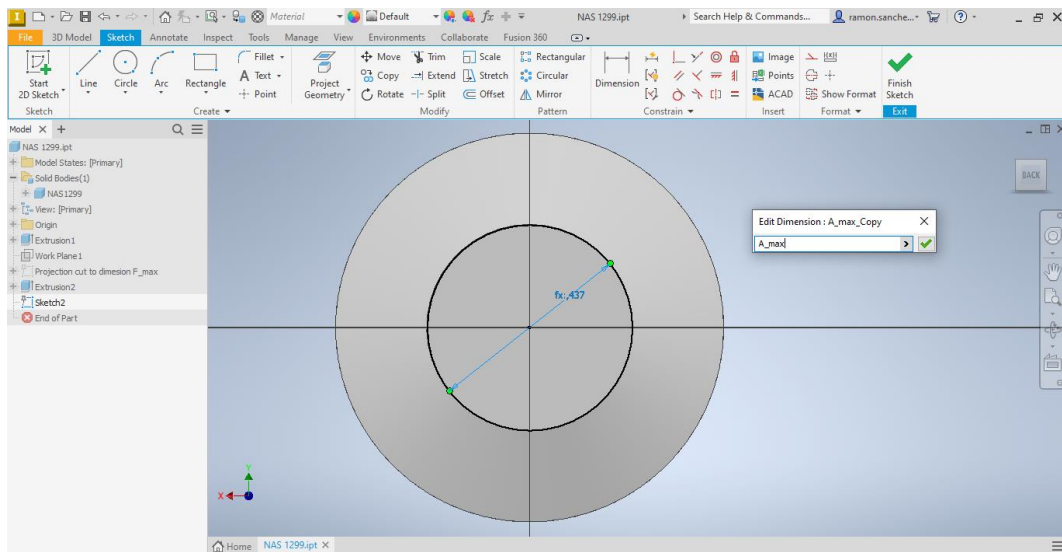 Material
Default
NAS 1299.ipt
Search Help & Commands...
ramon.sanche...
File 3D Model Sketch Annotate Inspect Tools Manage View Environments Collaborate Fusion 360
Start
2D Sketch
Line
Circle
Arc
Rectangle
Fillet
Text
Point
Project
Geometry
Move
Trim
Scale
Copy
Extend
Stretch
Rotate
Split
Offset
Rectangular
Circular
Mirror
Dimension
Image
Points
ACAD
Show Format
Finish
Sketch
Sketch Create Modify Pattern Constrain Insert Format Exit
Model
NAS 1299.ipt
Model States: [Primary]
Solid Bodies(1)
NAS1299
View: [Primary]
Origin
Extrusion1
Work Plane1
Projection cut to dimesion F_max
Extrusion2
Sketch2
End of Part
BACK
Edit Dimension : A_max_Copy
A_max
fx:,437
Y
X
Home NAS 1299.ipt